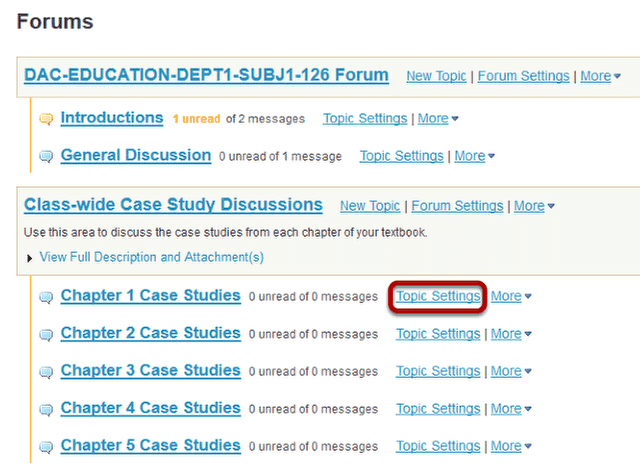 Forums
DAC-EDUCATION-DEPT1-SUBJ1-126 Forum New Topic | Forum Settings | More
Introductions 1 unread of 2 messages Topic Settings | More
General Discussion 0 unread of 1 message Topic Settings | More
Class-wide Case Study Discussions New Topic | Forum Settings | More
Use this area to discuss the case studies from each chapter of your textbook.
View Full Description and Attachment(s)
Chapter 1 Case Studies 0 unread of 0 messages Topic Settings | More
Chapter 2 Case Studies 0 unread of 0 messages Topic Settings | More
Chapter 3 Case Studies 0 unread of 0 messages Topic Settings | More
Chapter 4 Case Studies 0 unread of 0 messages Topic Settings | More
Chapter 5 Case Studies 0 unread of 0 messages Topic Settings | More